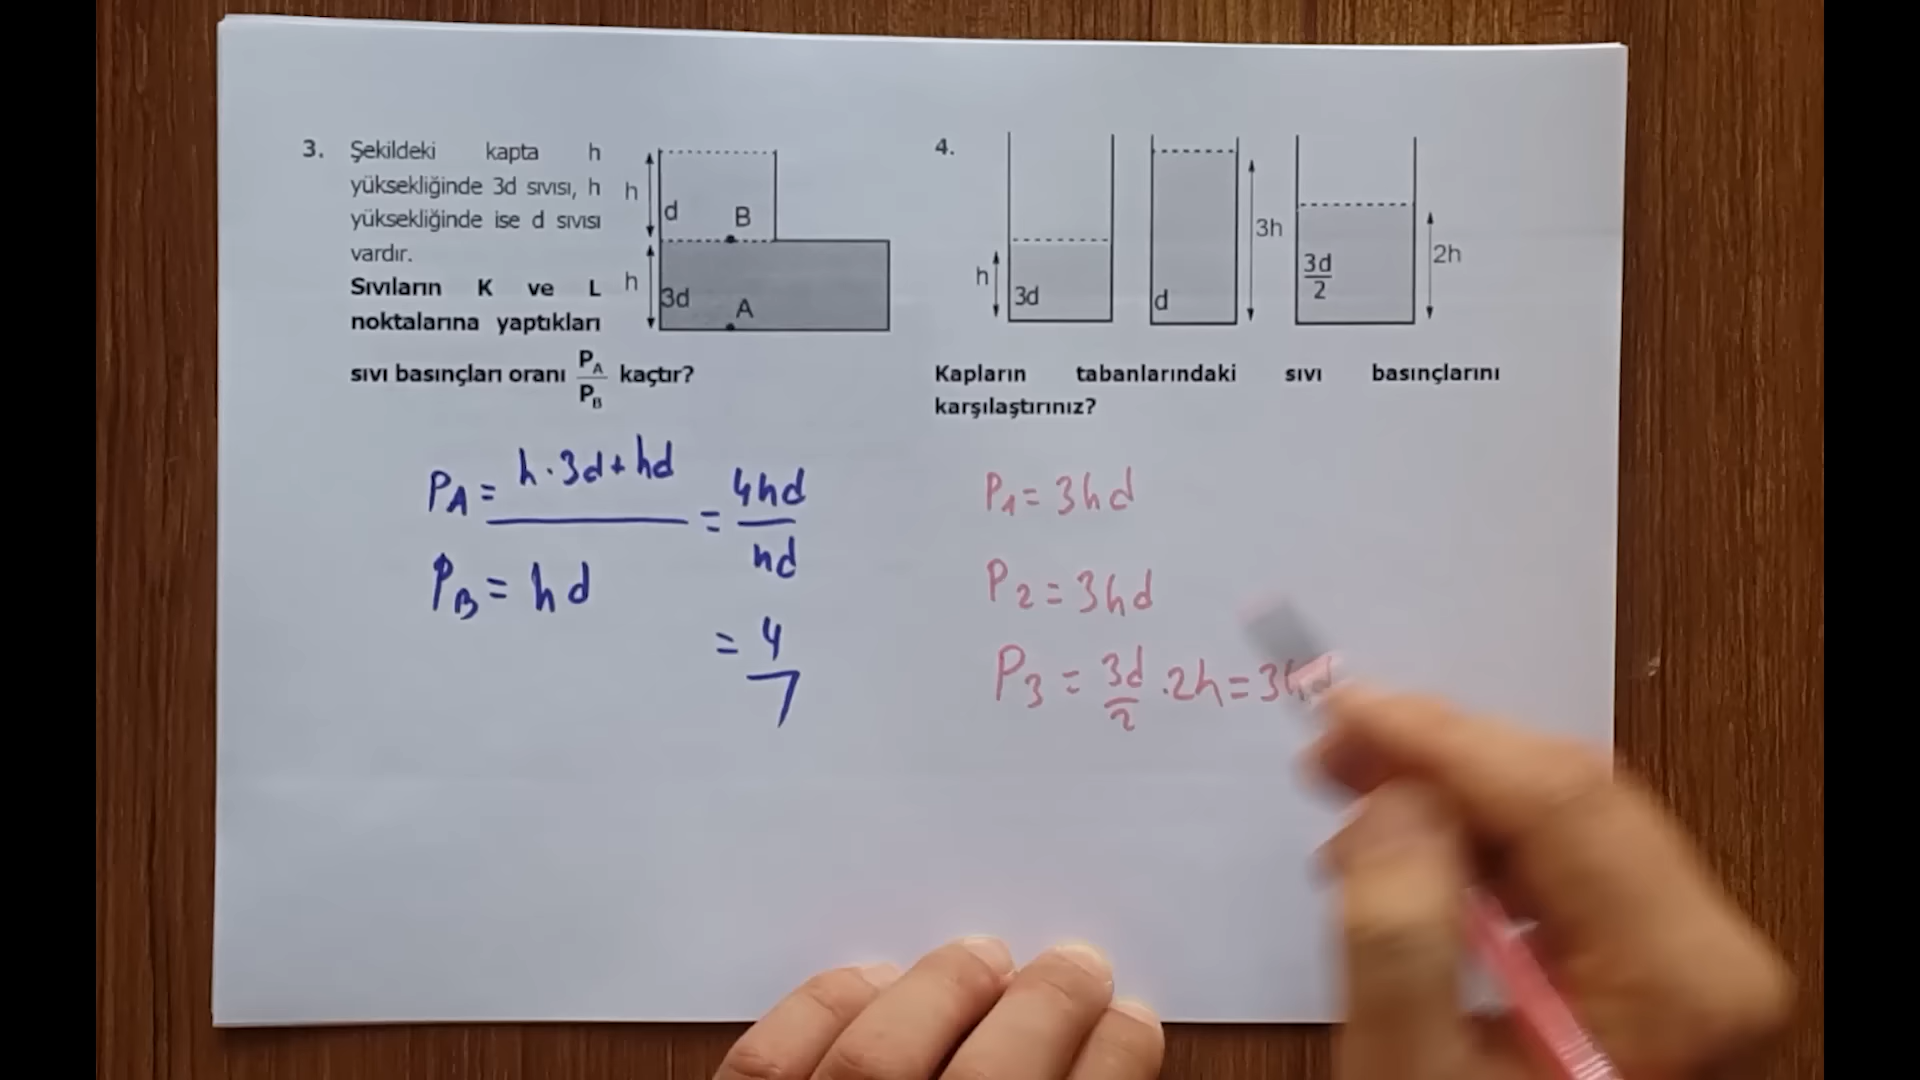 3. Şekildeki kapta h
yüksekliğinde 3d sıvısı, h
yüksekliğinde ise d sıvısı
vardır.
Sıvıların K ve L
noktalarına yaptıkları
sıvı basınçları oranı P_A/P_B kaçtır?
h
d B
h
3d A
P_A = h.3d+hd = 4hd
P_B = hd hd
= 4
7
4.
h
3d
d
3h
3d/2
2h
Kapların tabanlarındaki sıvı basınçlarını
karşılaştırınız?
P_1 = 3hd
P_2 = 3hd
P_3 = 3d/2 .2h = 3hd